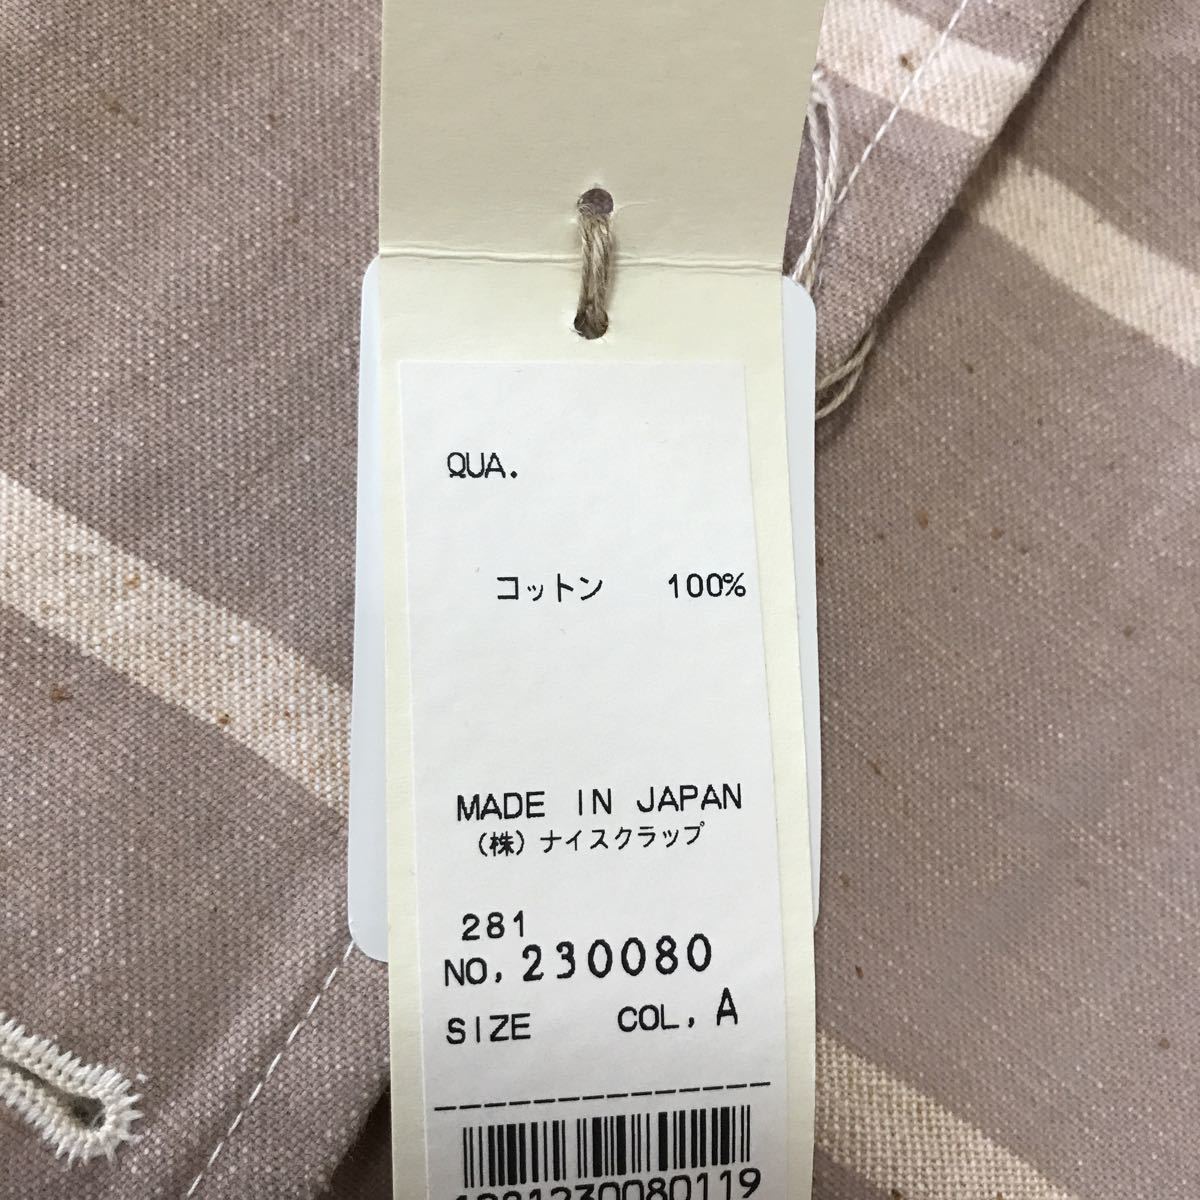 QUA.
コットン 100%
MADE IN JAPAN
(株)ナイスクラップ
281
NO, 230080
SIZE COL, A